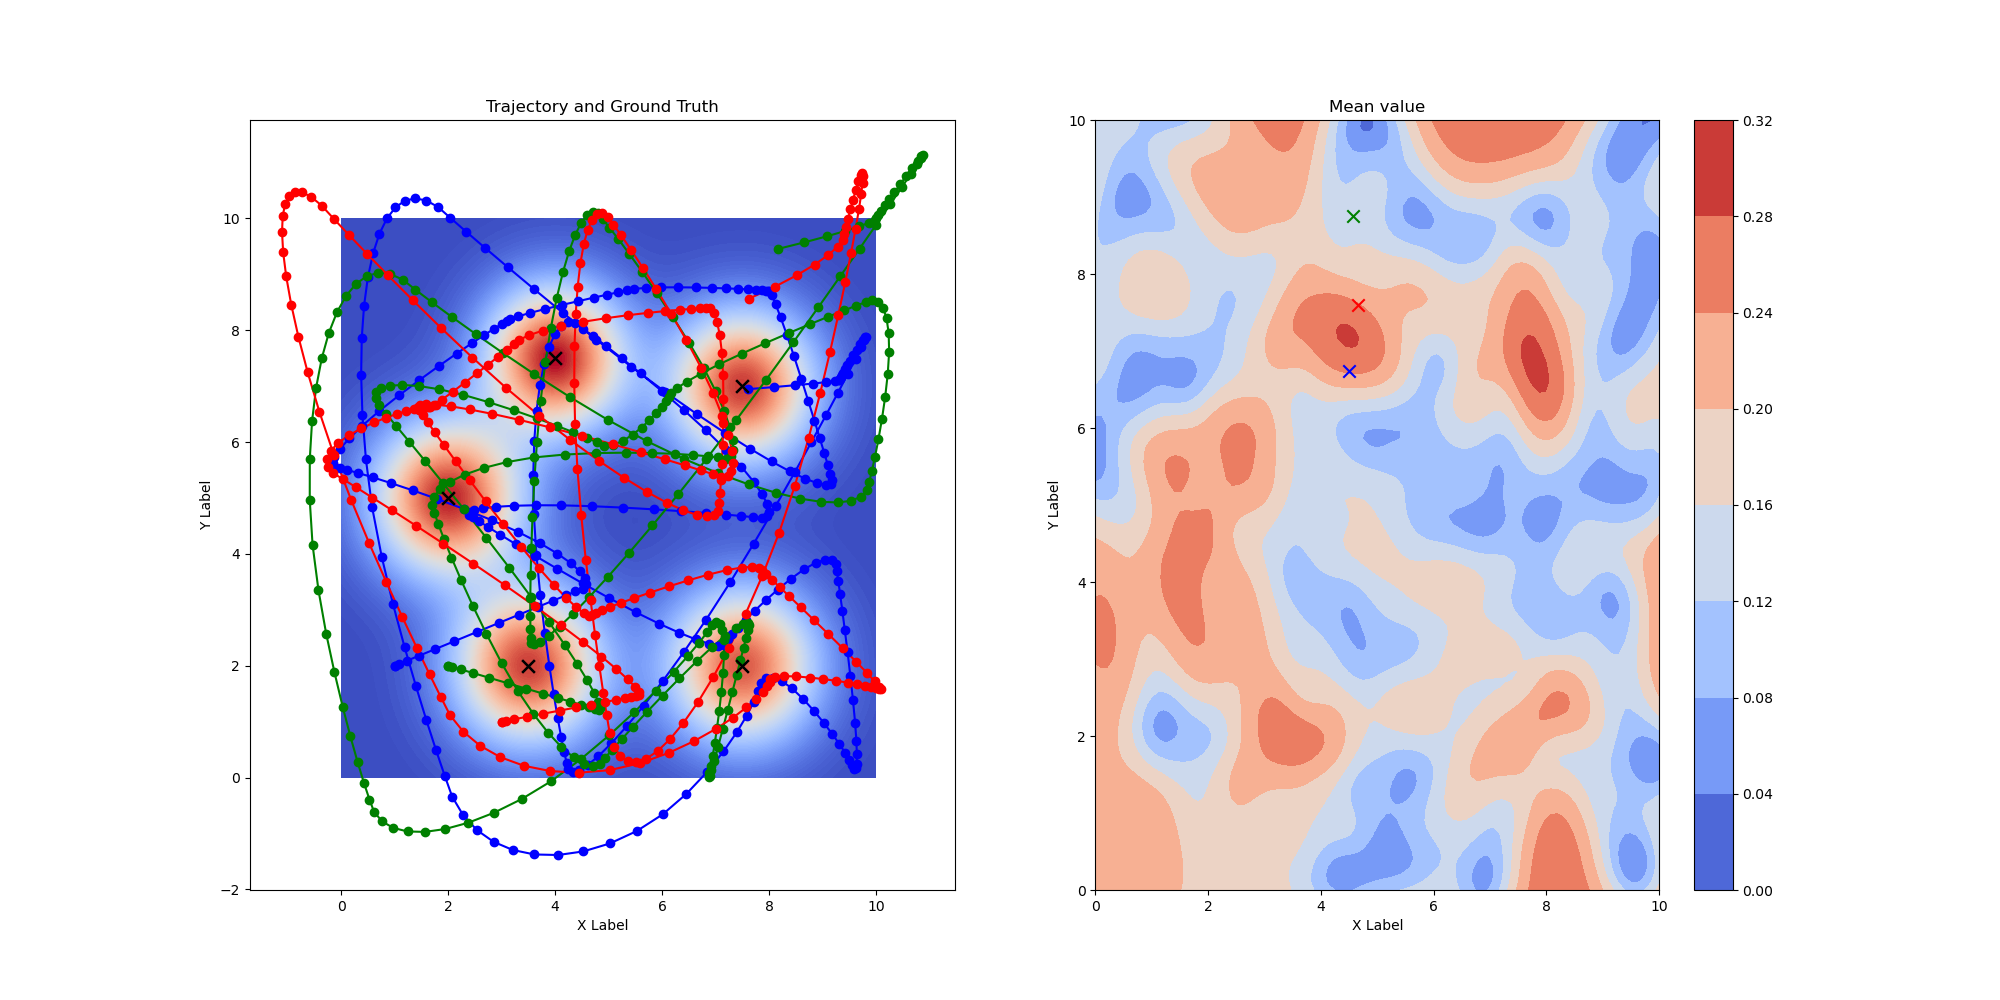 Trajectory and Ground Truth
Y Label
10
8
6
4
2
0
−2
0 2 4 6 8 10
X Label
Mean value
Y Label
10
8
6
4
2
0
0 2 4 6 8 10
X Label
0.32
0.28
0.24
0.20
0.16
0.12
0.08
0.04
0.00